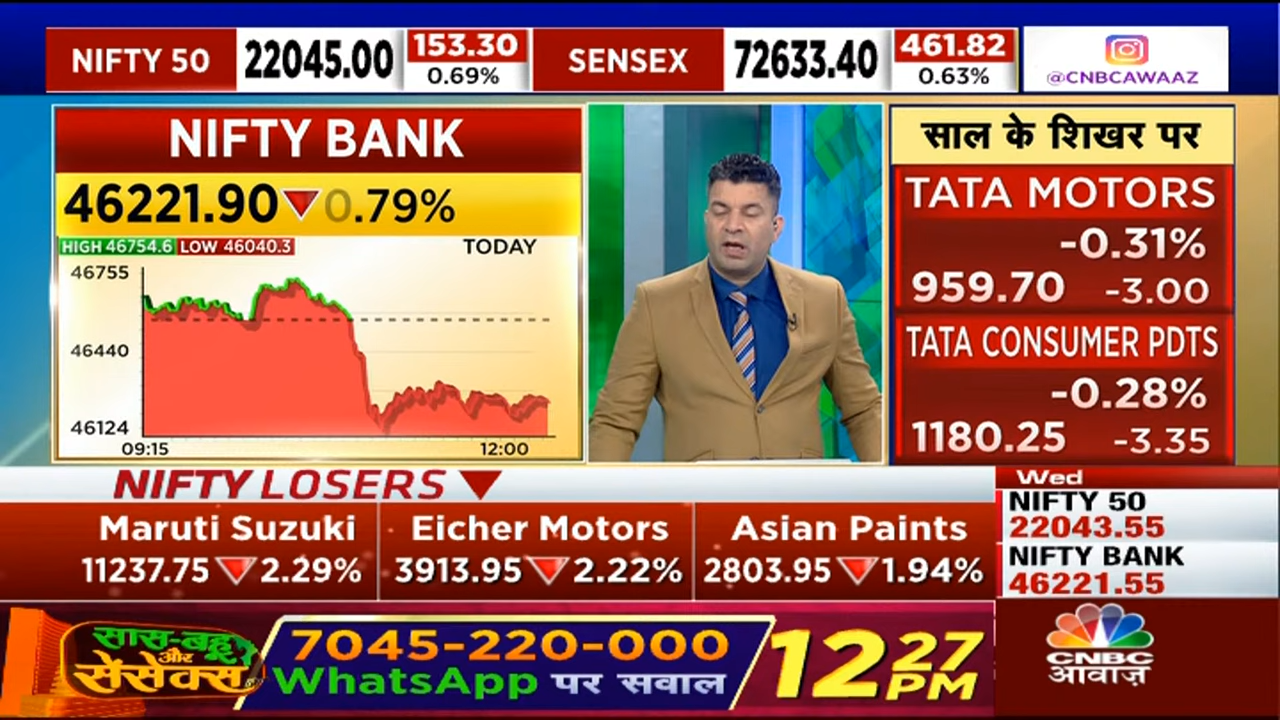 NIFTY 50 22045.00 153.30 0.69% SENSEX 72633.40 461.82 0.63%
@CNBCAWAAZ
NIFTY BANK
46221.90 0.79%
HIGH 46754.6 LOW 46040.3 TODAY
46755
46440
46124
09:15 12:00
साल के शिखर पर
TATA MOTORS
-0.31%
959.70 -3.00
TATA CONSUMER PDTS
-0.28%
1180.25 -3.35
NIFTY LOSERS
Maruti Suzuki
11237.75 2.29%
Eicher Motors
3913.95 2.22%
Asian Paints
2803.95 1.94%
Wed
NIFTY 50
22043.55
NIFTY BANK
46221.55
सास-बहू
और
सेंसेक्स
7045-220-000
WhatsApp पर सवाल
12 27 PM
CNBC
आवाज़